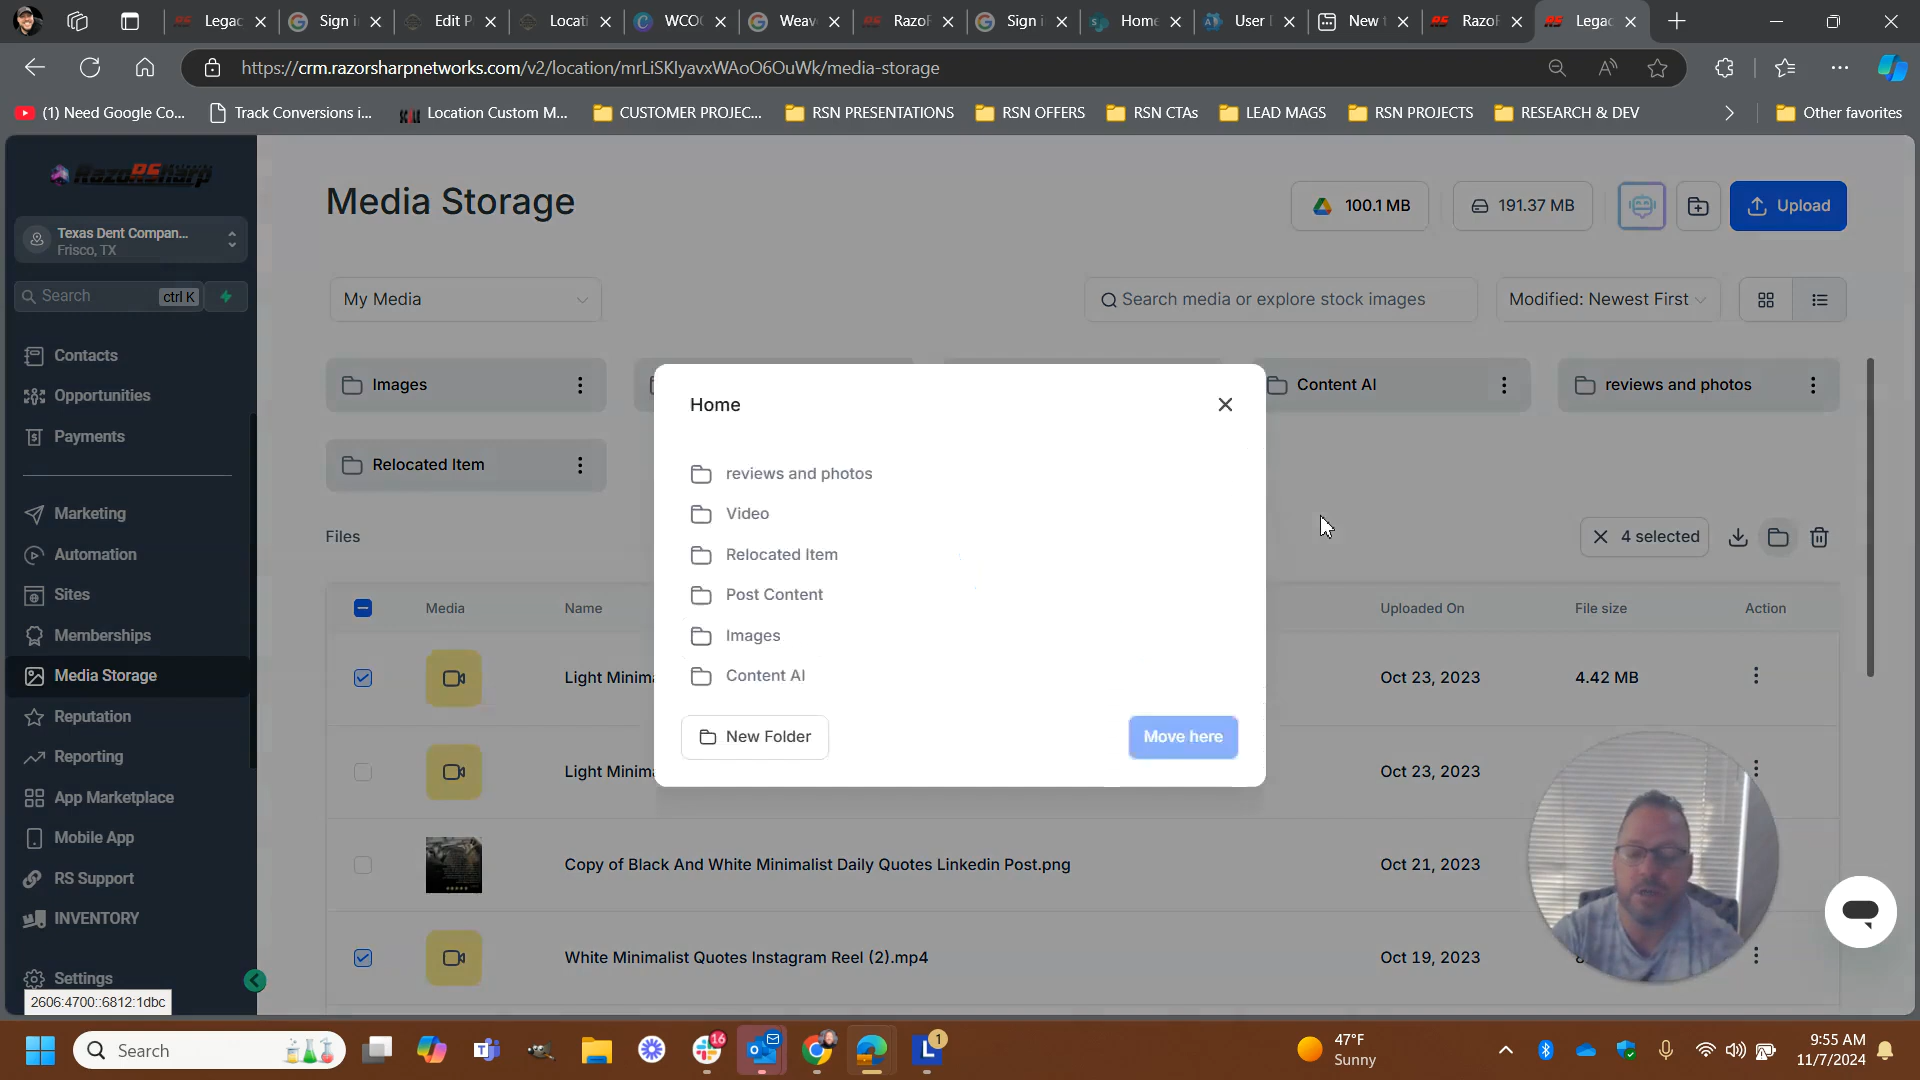 Legac
Sign in
Edit P
Locati
WCO
Weav
RazoR
Sign i
Home
User
New t
RazoR
Legac
https://crm.razorsharpnetworks.com/v2/location/mrLiSKIyavxWAoO6OuWk/media-storage
(1) Need Google Co...
Track Conversions i...
Location Custom M...
CUSTOMER PROJEC...
RSN PRESENTATIONS
RSN OFFERS
RSN CTAs
LEAD MAGS
RSN PROJECTS
RESEARCH & DEV
Other favorites
RazoRSharp
Texas Dent Compan...
Frisco, TX
Search ctrl K
Contacts
Opportunities
Payments
Marketing
Automation
Sites
Memberships
Media Storage
Reputation
Reporting
App Marketplace
Mobile App
RS Support
INVENTORY
Settings
2606:4700::6812:1dbc
Media Storage
100.1 MB
191.37 MB
Upload
My Media
Search media or explore stock images
Modified: Newest First
Images
Content AI
reviews and photos
Relocated Item
Files
4 selected
Home
reviews and photos
Video
Relocated Item
Post Content
Images
Content AI
New Folder
Move here
Media Name Uploaded On File size Action
Light Minima Oct 23, 2023 4.42 MB
Light Minima Oct 23, 2023
Copy of Black And White Minimalist Daily Quotes Linkedin Post.png Oct 21, 2023
White Minimalist Quotes Instagram Reel (2).mp4 Oct 19, 2023
Search
16
1
47°F
Sunny
9:55 AM
11/7/2024